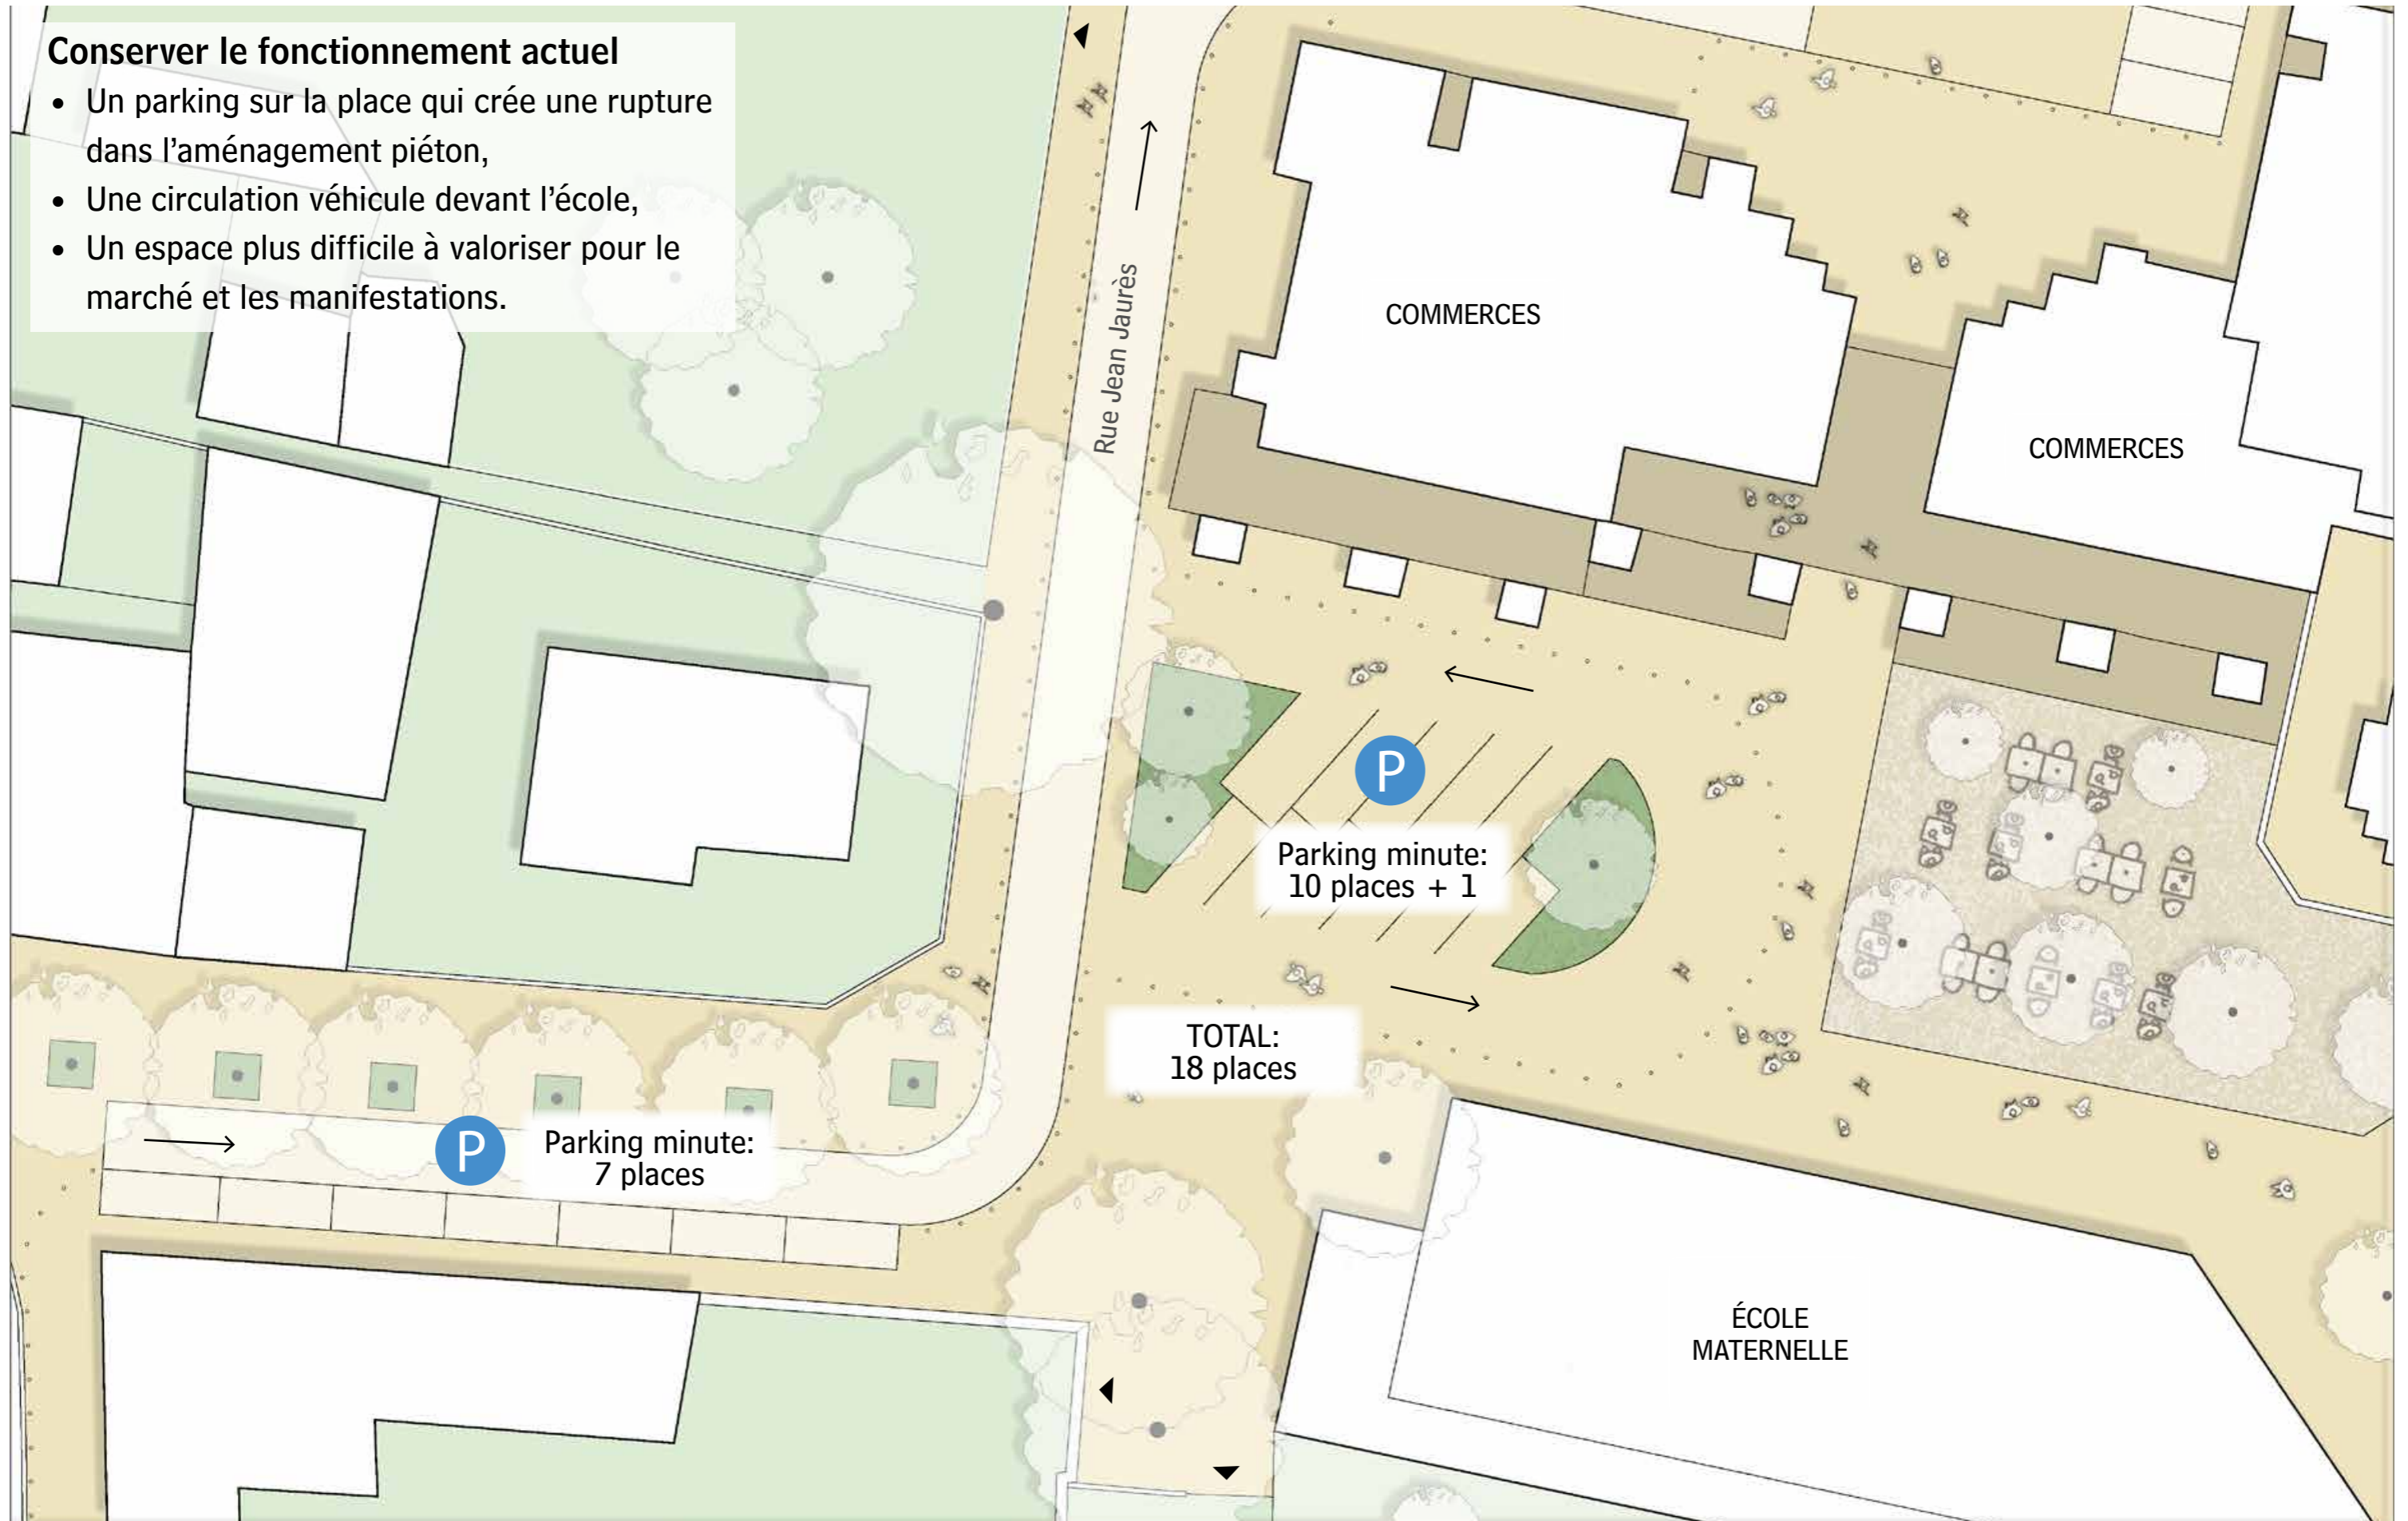 Conserver le fonctionnement actuel
• Un parking sur la place qui crée une rupture
dans l'aménagement piéton,
• Une circulation véhicule devant l'école,
• Un espace plus difficile à valoriser pour le
marché et les manifestations.
Rue Jean Jaurès
COMMERCES
COMMERCES
P
Parking minute:
10 places + 1
TOTAL:
18 places
P
Parking minute:
7 places
ÉCOLE
MATERNELLE